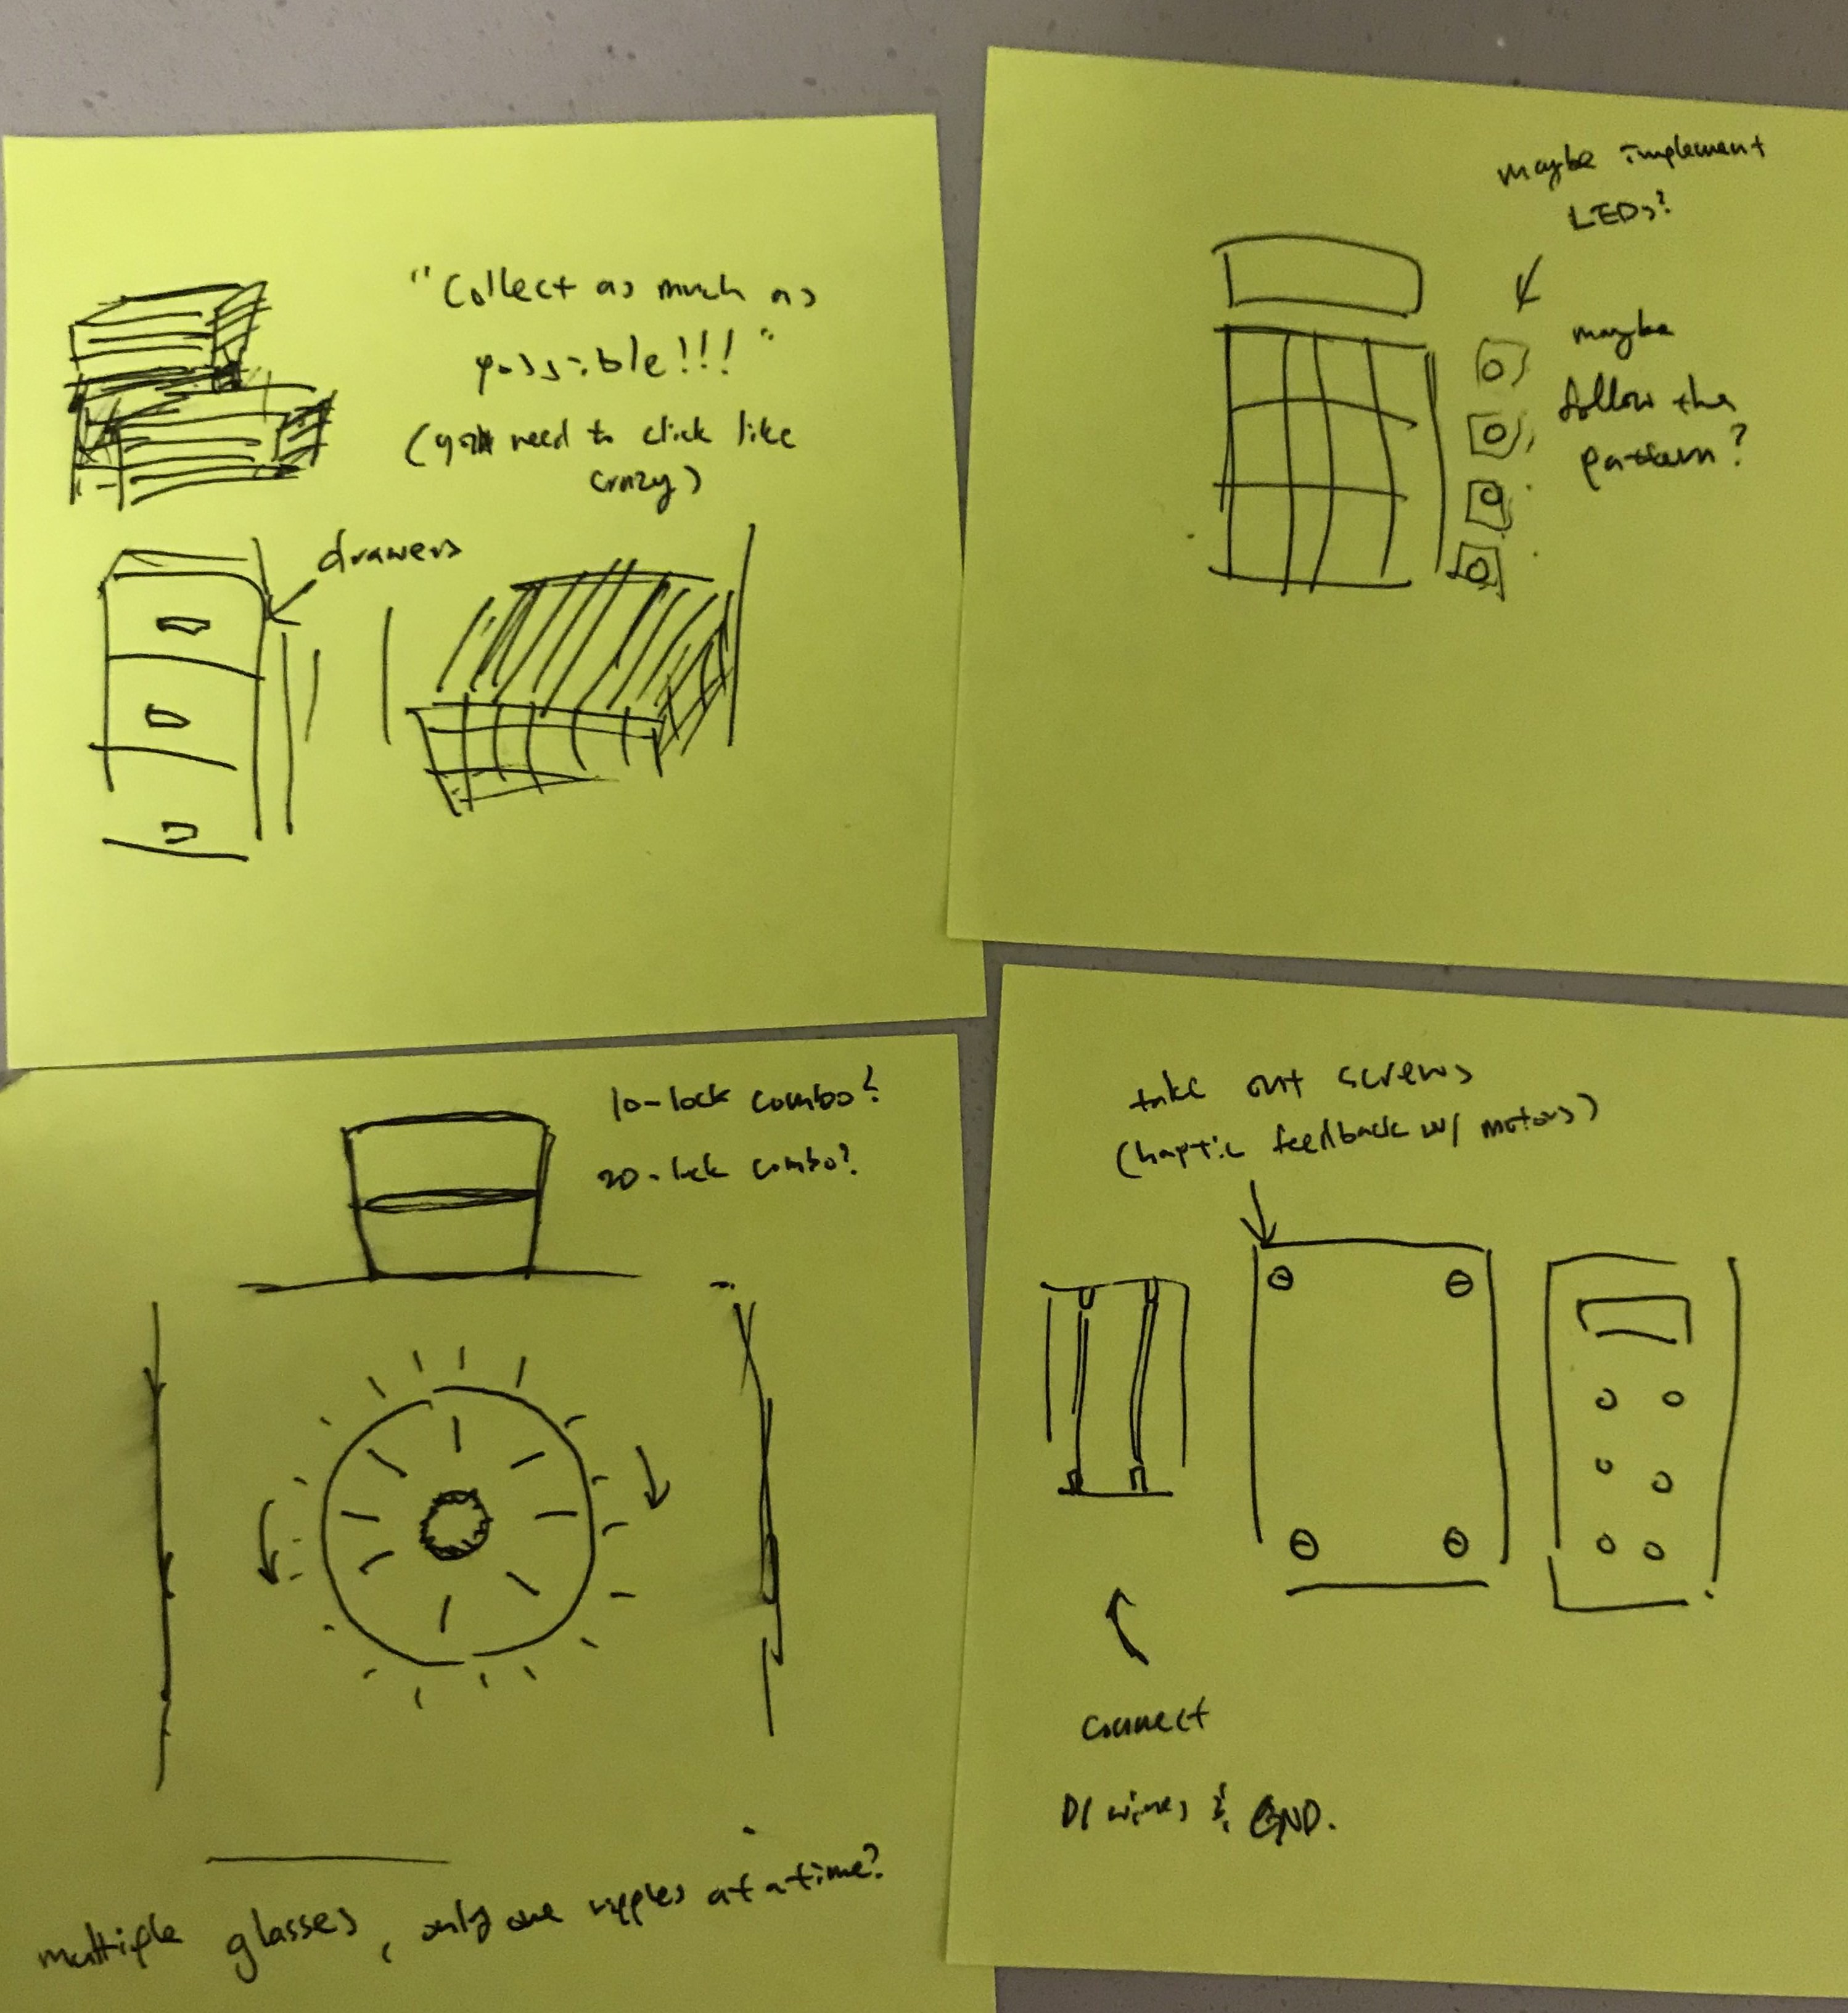 "Collect as much as
possible!!!"
(you need to click like
crazy)
drawers
maybe implement
LEDs?
maybe
follow the
pattern?
10-lock combo?
20-lock combo?
multiple glasses, only one ripples at a time?
take out screws
(haptic feedback w/ motors)
connect
wires & GND.